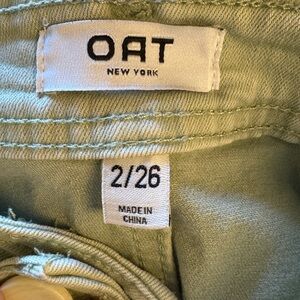 OAT
NEW YORK
2/26
MADE IN
CHINA